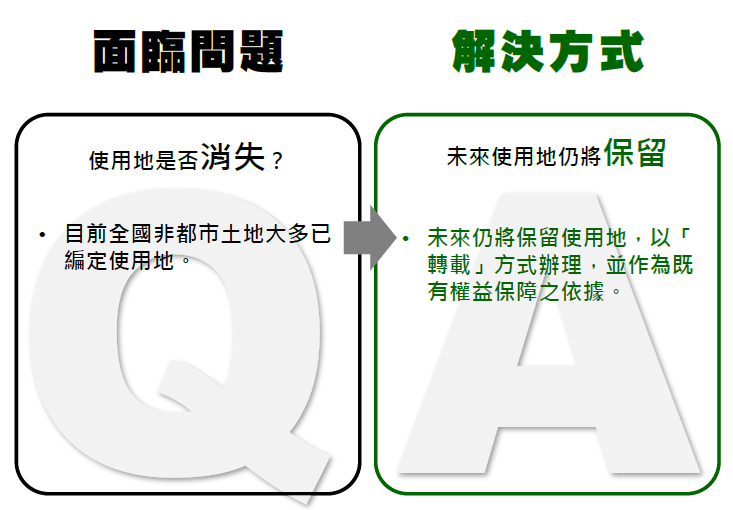 面臨問題
解決方式
使用地是否消失？
• 目前全國非都市土地大多已
編定使用地。
Q
未來使用地仍將保留
• 未來仍將保留使用地，以「
轉載」方式辦理，並作為既
有權益保障之依據。
A